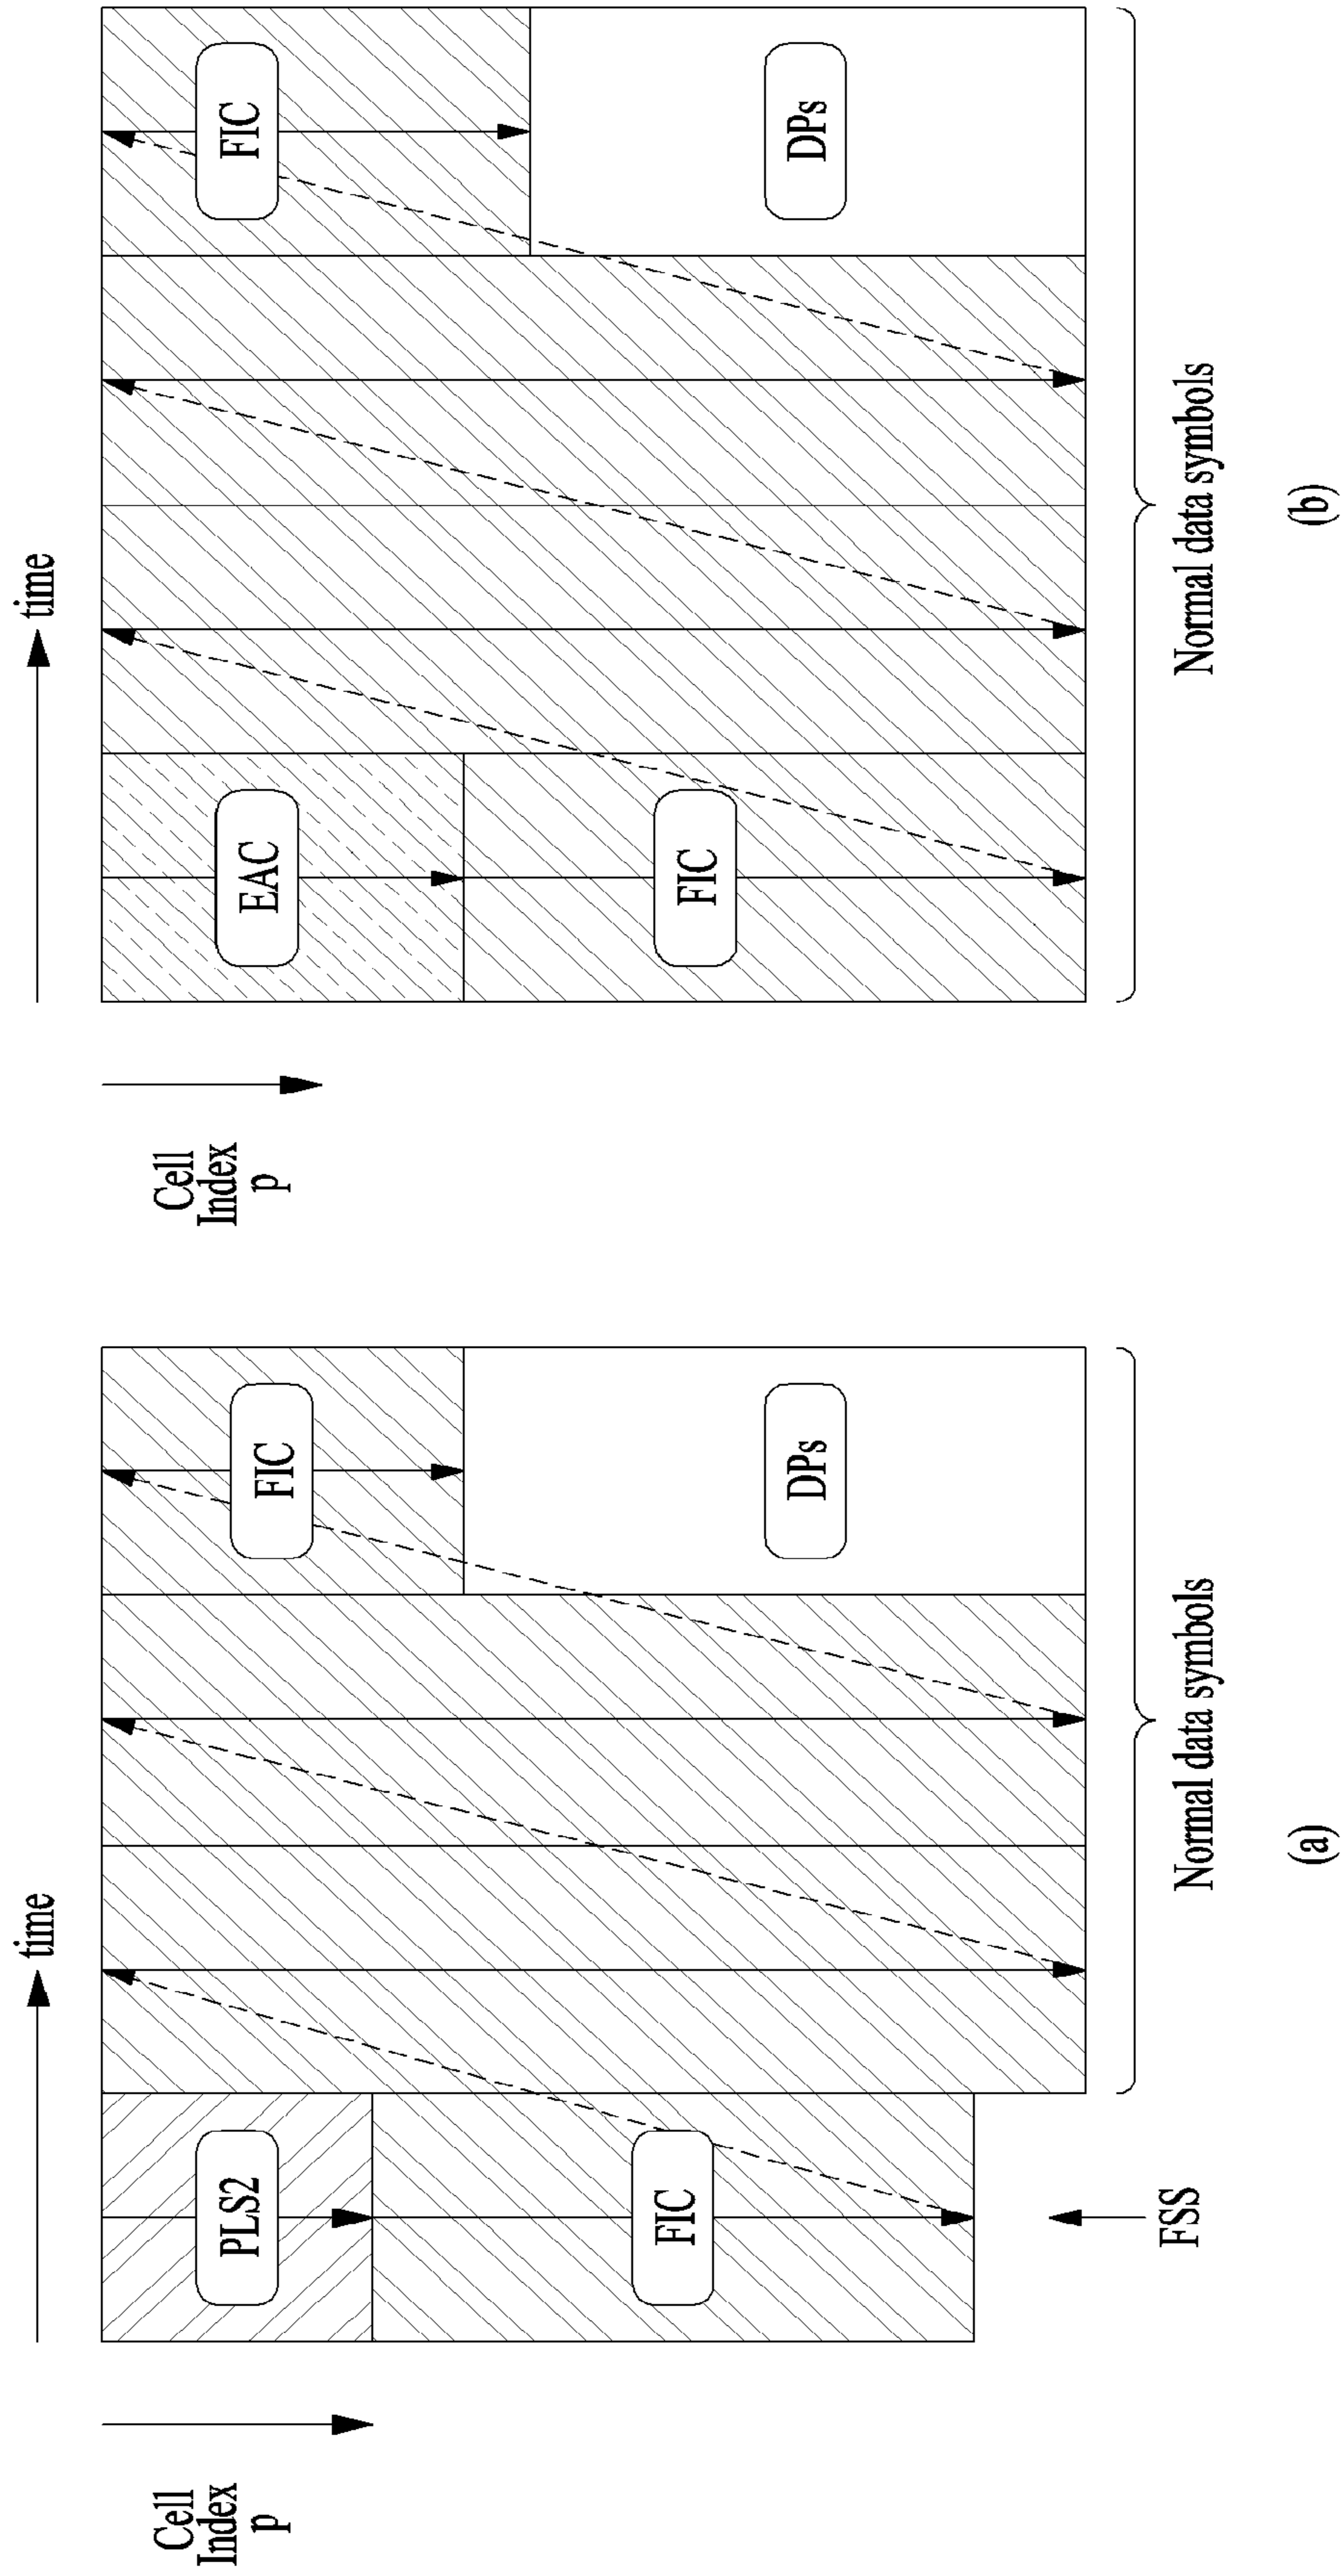 time
Cell
Index
p
PLS2
FIC
FIC
DPs
FSS
Normal data symbols
(a)
time
Cell
Index
p
EAC
FIC
FIC
DPs
Normal data symbols
(b)